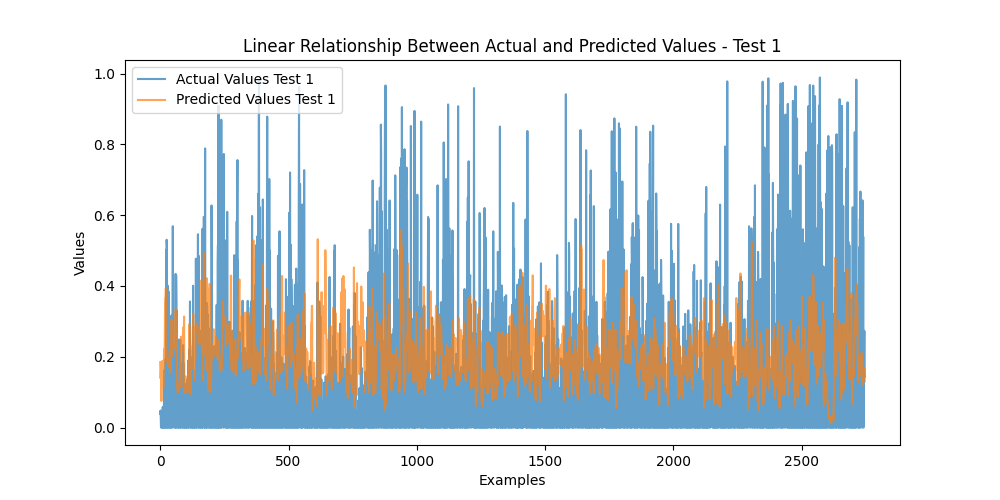 Linear Relationship Between Actual and Predicted Values - Test 1
Actual Values Test 1
Predicted Values Test 1
1.0
0.8
0.6
0.4
0.2
0.0
Values
0
500
1000
1500
2000
2500
Examples